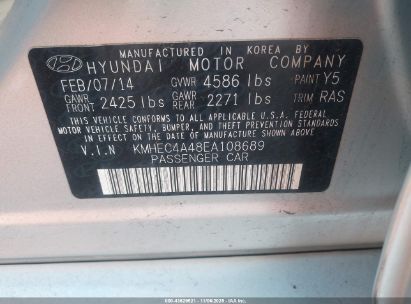 MANUFACTURED IN KOREA BY
HYUNDAI MOTOR COMPANY
FEB/07/14 GVWR 4586 lbs PAINT Y5
GAWR FRONT 2425 lbs GAWR REAR 2271 lbs TRIM RAS
THIS VEHICLE CONFORMS TO ALL APPLICABLE U.S.A. FEDERAL
MOTOR VEHICLE SAFETY, BUMPER, AND THEFT PREVENTION STANDARDS
IN EFFECT ON THE DATE OF MANUFACTURE SHOWN ABOVE
V.I.N KMHEC4A48EA108689
PASSENGER CAR